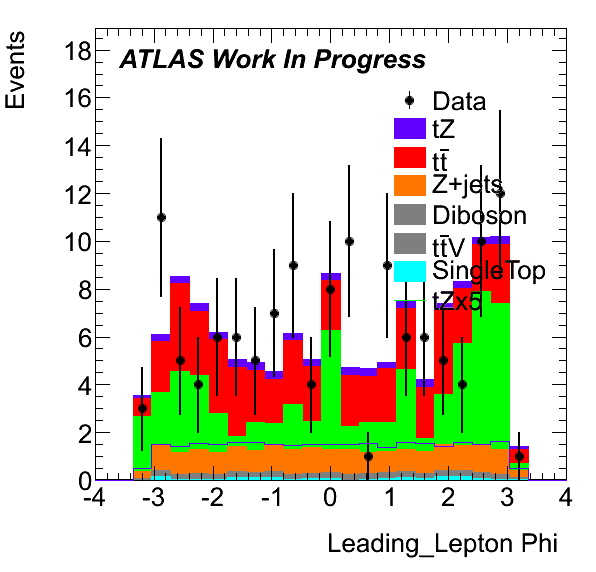 Events
ATLAS Work In Progress
Data
tZ
tt̄
Z+jets
Diboson
tt̄V
SingleTop
tZx5
18
16
14
12
10
8
6
4
2
0
-4 -3 -2 -1 0 1 2 3 4
Leading_Lepton Phi